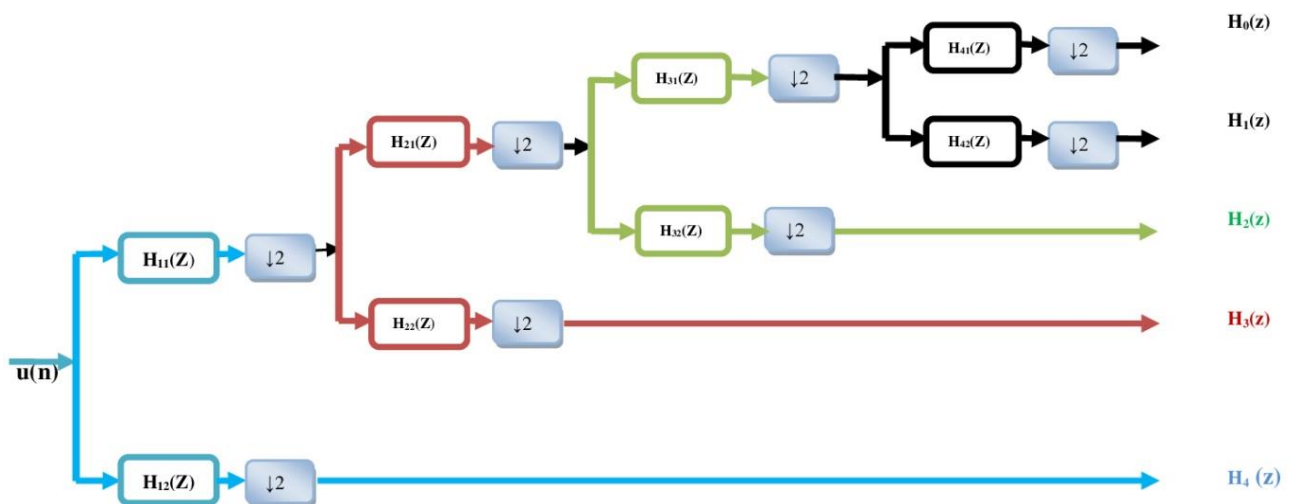 H₀(z)
H₄₁(Z) ↓2
H₃₁(Z) ↓2
H₁(z)
H₂₁(Z) ↓2
H₄₂(Z) ↓2
H₂(z)
H₃₂(Z) ↓2
H₁₁(Z) ↓2
H₃(z)
H₂₂(Z) ↓2
u(n)
H₄ (z)
H₁₂(Z) ↓2